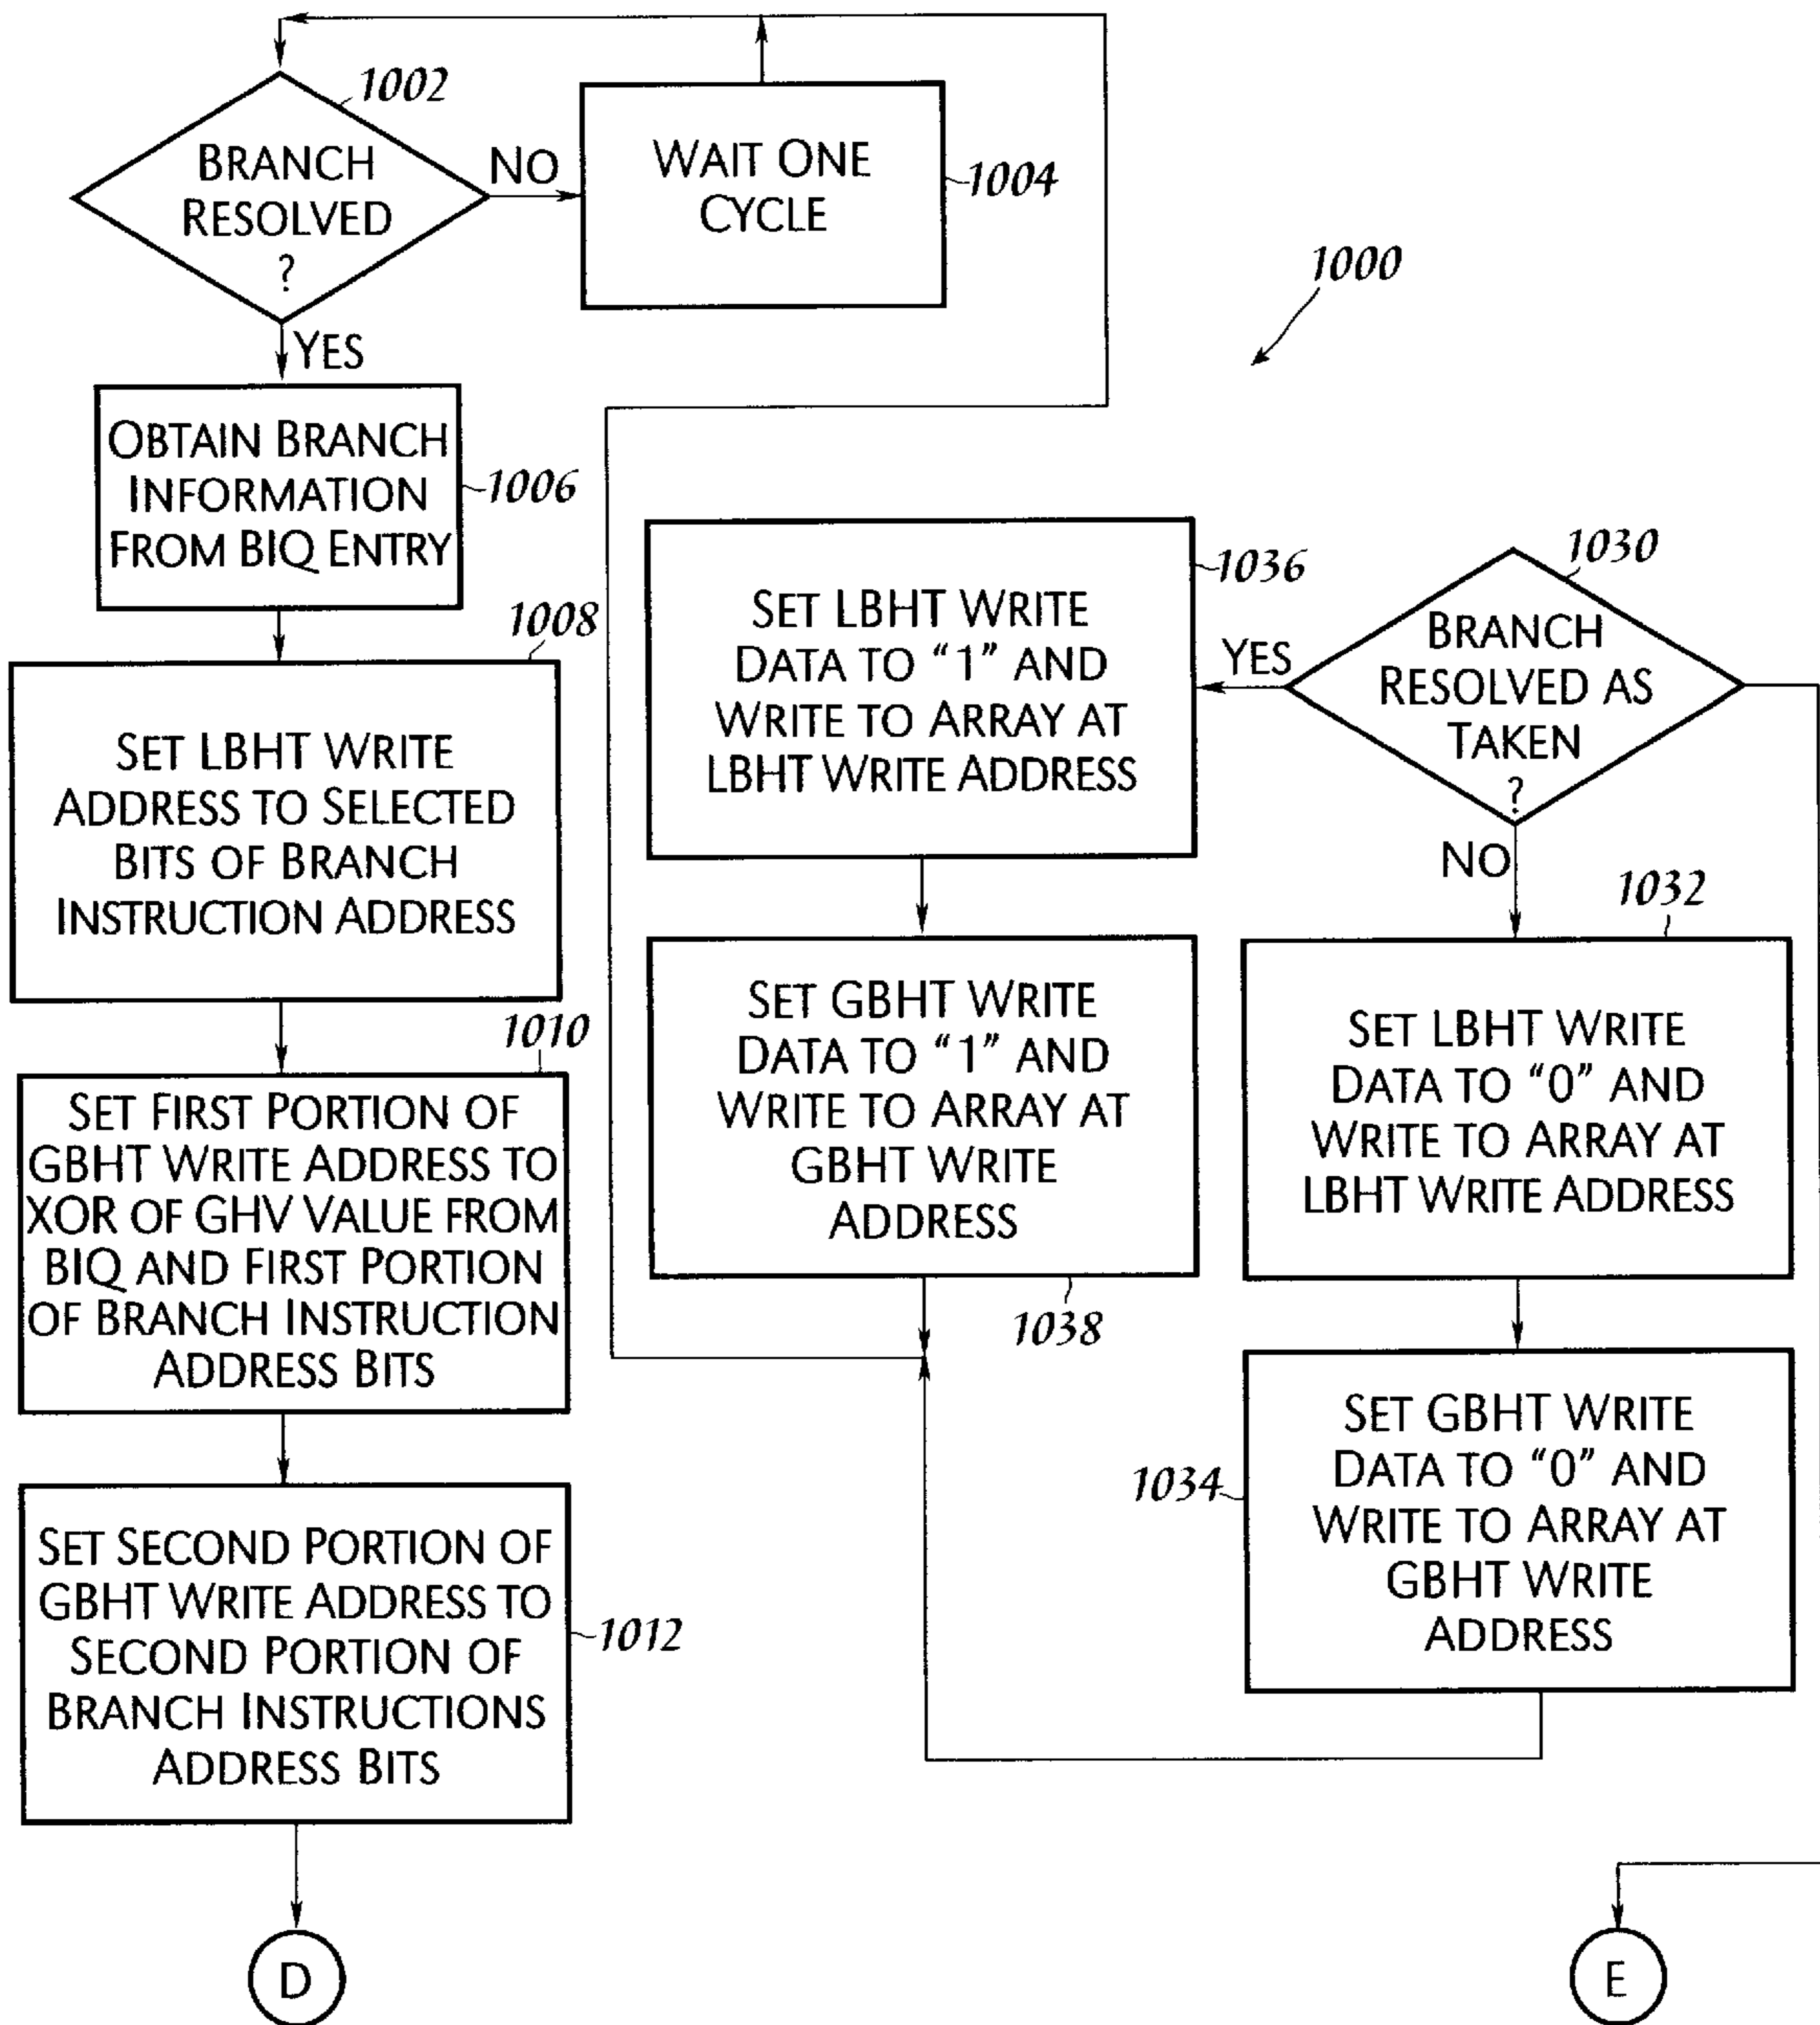 1002
BRANCH
RESOLVED
?
NO
YES
WAIT ONE
CYCLE
1004
1000
OBTAIN BRANCH
INFORMATION
FROM BIQ ENTRY
1006
1008
SET LBHT WRITE
ADDRESS TO SELECTED
BITS OF BRANCH
INSTRUCTION ADDRESS
1010
SET FIRST PORTION OF
GBHT WRITE ADDRESS TO
XOR OF GHV VALUE FROM
BIQ AND FIRST PORTION
OF BRANCH INSTRUCTION
ADDRESS BITS
SET SECOND PORTION OF
GBHT WRITE ADDRESS TO
SECOND PORTION OF
BRANCH INSTRUCTIONS
ADDRESS BITS
1012
D
1036
SET LBHT WRITE
DATA TO “1” AND
WRITE TO ARRAY AT
LBHT WRITE ADDRESS
SET GBHT WRITE
DATA TO “1” AND
WRITE TO ARRAY AT
GBHT WRITE
ADDRESS
1038
1030
BRANCH
RESOLVED AS
TAKEN
?
YES
NO
1032
SET LBHT WRITE
DATA TO “0” AND
WRITE TO ARRAY AT
LBHT WRITE ADDRESS
SET GBHT WRITE
DATA TO “0” AND
WRITE TO ARRAY AT
GBHT WRITE
ADDRESS
1034
E